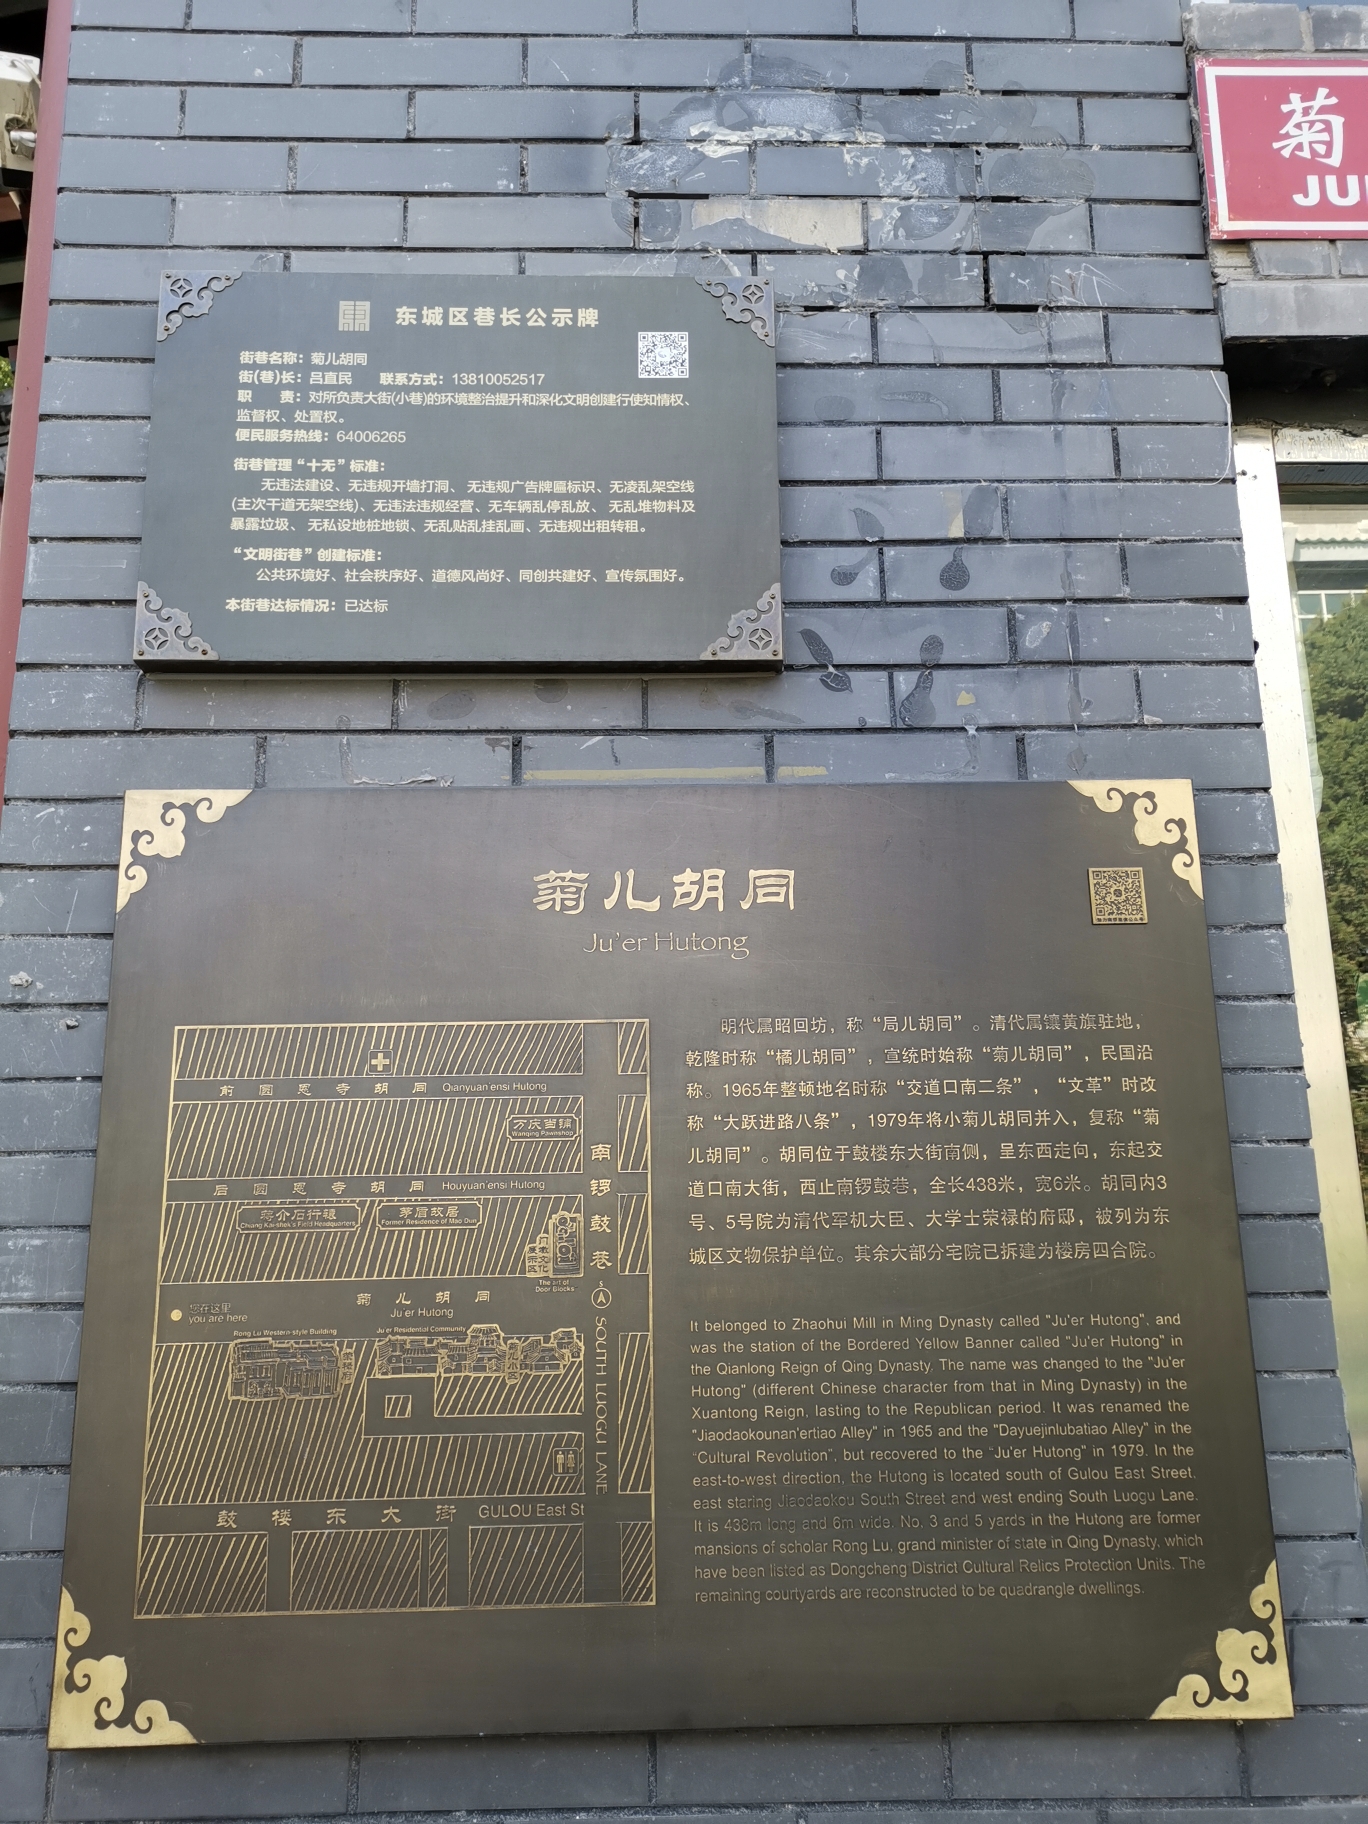 菊
JU
東
东城区巷长公示牌
街巷名称：菊儿胡同
街(巷)长：吕直民 联系方式：13810052517
职 责：对所负责大街(小巷)的环境整治提升和深化文明创建行使知情权、
监督权、处置权。
便民服务热线：64006265
街巷管理“十无”标准：
无违法建设、无违规开墙打洞、无违规广告牌匾标识、无凌乱架空线
(主次干道无架空线)、无违法违规经营、无车辆乱停乱放、无乱堆物料及
暴露垃圾、无私设地桩地锁、无乱贴乱挂乱画、无违规出租转租。
“文明街巷”创建标准：
公共环境好、社会秩序好、道德风尚好、同创共建好、宣传氛围好。
本街巷达标情况：已达标
菊儿胡同
Ju'er Hutong
前圆恩寺胡同 Qianyuan'ensi Hutong
万庆当铺
Wanqing Pawnshop
后圆恩寺胡同 Houyuan'ensi Hutong
蒋介石行辕
Chiang Kai-shek's Field Headquarters
茅盾故居
Former Residence of Mao Dun
The art of
Door Blocks
南锣鼓巷
S
SOUTH LUOGU LANE
菊儿胡同
Ju'er Hutong
您在这里
you are here
Rong Lu Western-style Building
Ju'er Residential Community
菊儿小区
鼓楼东大街 GULOU East St
明代属昭回坊，称“局儿胡同”。清代属镶黄旗驻地，
乾隆时称“橘儿胡同”，宣统时始称“菊儿胡同”，民国沿
称。1965年整顿地名时称“交道口南二条”，“文革”时改
称“大跃进路八条”，1979年将小菊儿胡同并入，复称“菊
儿胡同”。胡同位于鼓楼东大街南侧，呈东西走向，东起交
道口南大街，西止南锣鼓巷，全长438米，宽6米。胡同内3
号、5号院为清代军机大臣、大学士荣禄的府邸，被列为东
城区文物保护单位。其余大部分宅院已拆建为楼房四合院。
It belonged to Zhaohui Mill in Ming Dynasty called "Ju'er Hutong", and
was the station of the Bordered Yellow Banner called "Ju'er Hutong" in
the Qianlong Reign of Qing Dynasty. The name was changed to the "Ju'er
Hutong" (different Chinese character from that in Ming Dynasty) in the
Xuantong Reign, lasting to the Republican period. It was renamed the
"Jiaodaokounan'ertiao Alley" in 1965 and the "Dayuejinlubatiao Alley" in the
"Cultural Revolution", but recovered to the "Ju'er Hutong" in 1979. In the
east-to-west direction, the Hutong is located south of Gulou East Street,
east staring Jiaodaokou South Street and west ending South Luogu Lane.
It is 438m long and 6m wide. No. 3 and 5 yards in the Hutong are former
mansions of scholar Rong Lu, grand minister of state in Qing Dynasty, which
have been listed as Dongcheng District Cultural Relics Protection Units. The
remaining courtyards are reconstructed to be quadrangle dwellings.